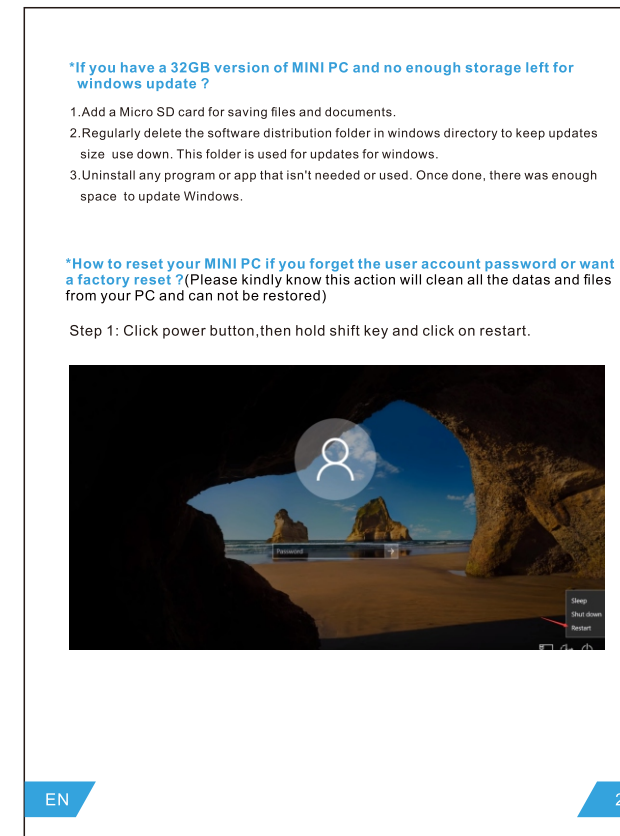 *If you have a 32GB version of MINI PC and no enough storage left for
windows update ?
1.Add a Micro SD card for saving files and documents.
2.Regularly delete the software distribution folder in windows directory to keep updates
size use down. This folder is used for updates for windows.
3.Uninstall any program or app that isn't needed or used. Once done, there was enough
space to update Windows.
*How to reset your MINI PC if you forget the user account password or want
a factory reset ?(Please kindly know this action will clean all the datas and files
from your PC and can not be restored)
Step 1: Click power button,then hold shift key and click on restart.
Password
Sleep
Shut down
Restart
EN